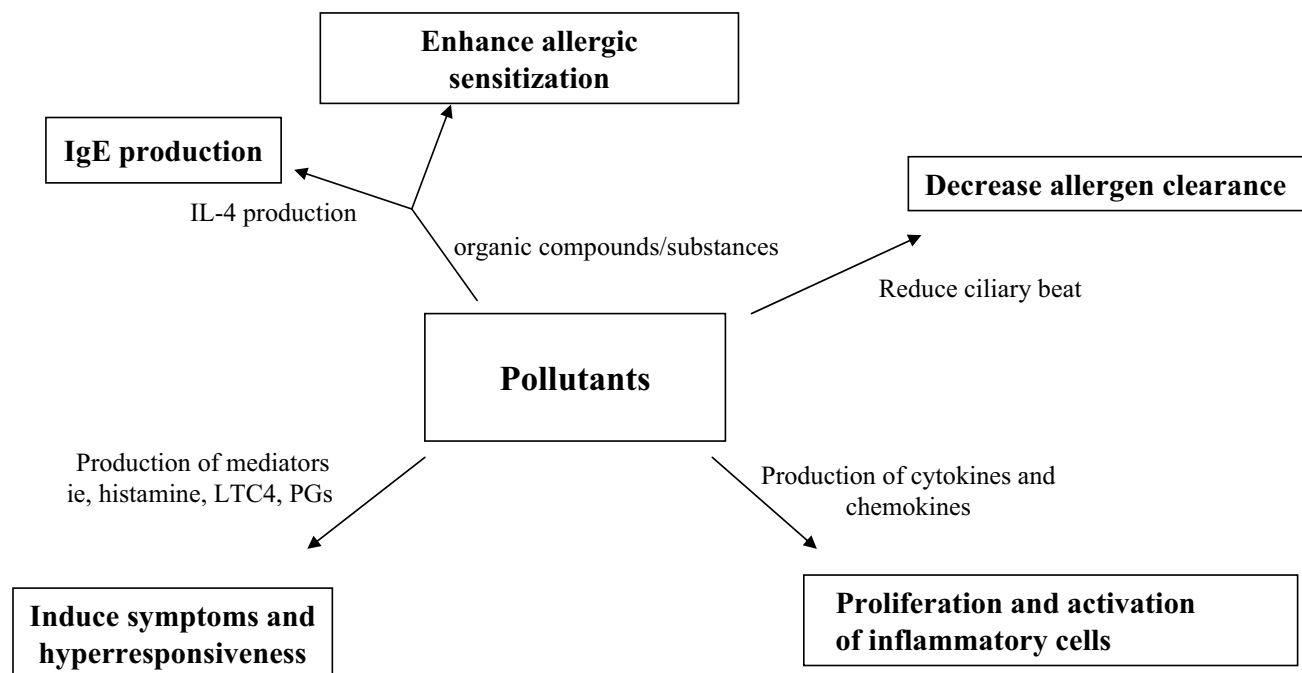 Enhance allergic
sensitization
IgE production
IL-4 production
organic compounds/substances
Decrease allergen clearance
Reduce ciliary beat
Pollutants
Production of mediators
ie, histamine, LTC4, PGs
Production of cytokines and
chemokines
Induce symptoms and
hyperresponsiveness
Proliferation and activation
of inflammatory cells